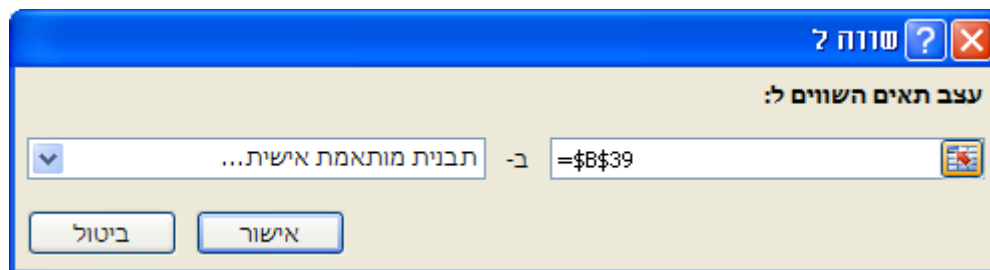 שווה ל ?
עצב תאים השווים ל:
=$B$39 ב- תבנית מותאמת אישית...
אישור ביטול